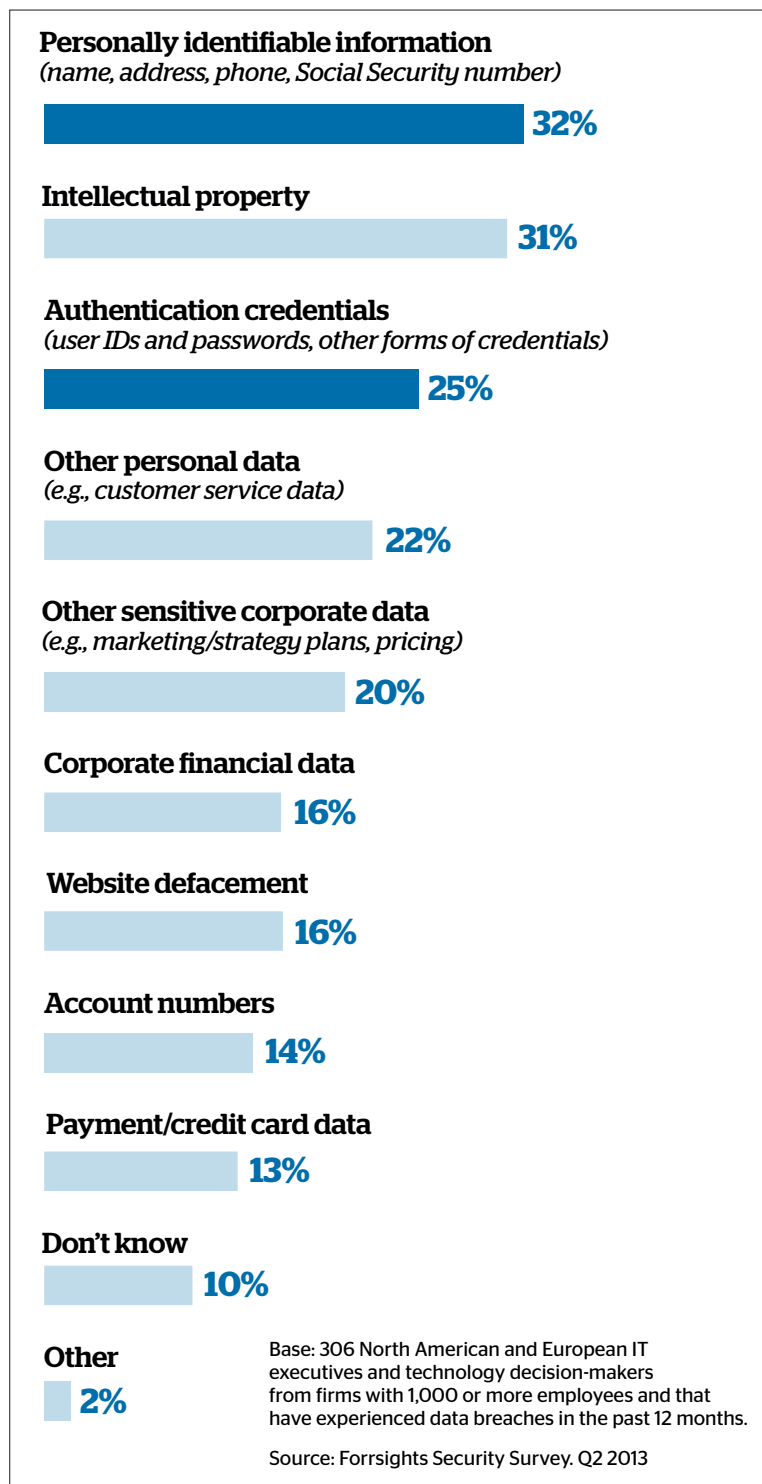 Personally identifiable information
(name, address, phone, Social Security number)
32%
Intellectual property
31%
Authentication credentials
(user IDs and passwords, other forms of credentials)
25%
Other personal data
(e.g., customer service data)
22%
Other sensitive corporate data
(e.g., marketing/strategy plans, pricing)
20%
Corporate financial data
16%
Website defacement
16%
Account numbers
14%
Payment/credit card data
13%
Don’t know
10%
Other
2%
Base: 306 North American and European IT
executives and technology decision-makers
from firms with 1,000 or more employees and that
have experienced data breaches in the past 12 months.
Source: Forrsights Security Survey. Q2 2013